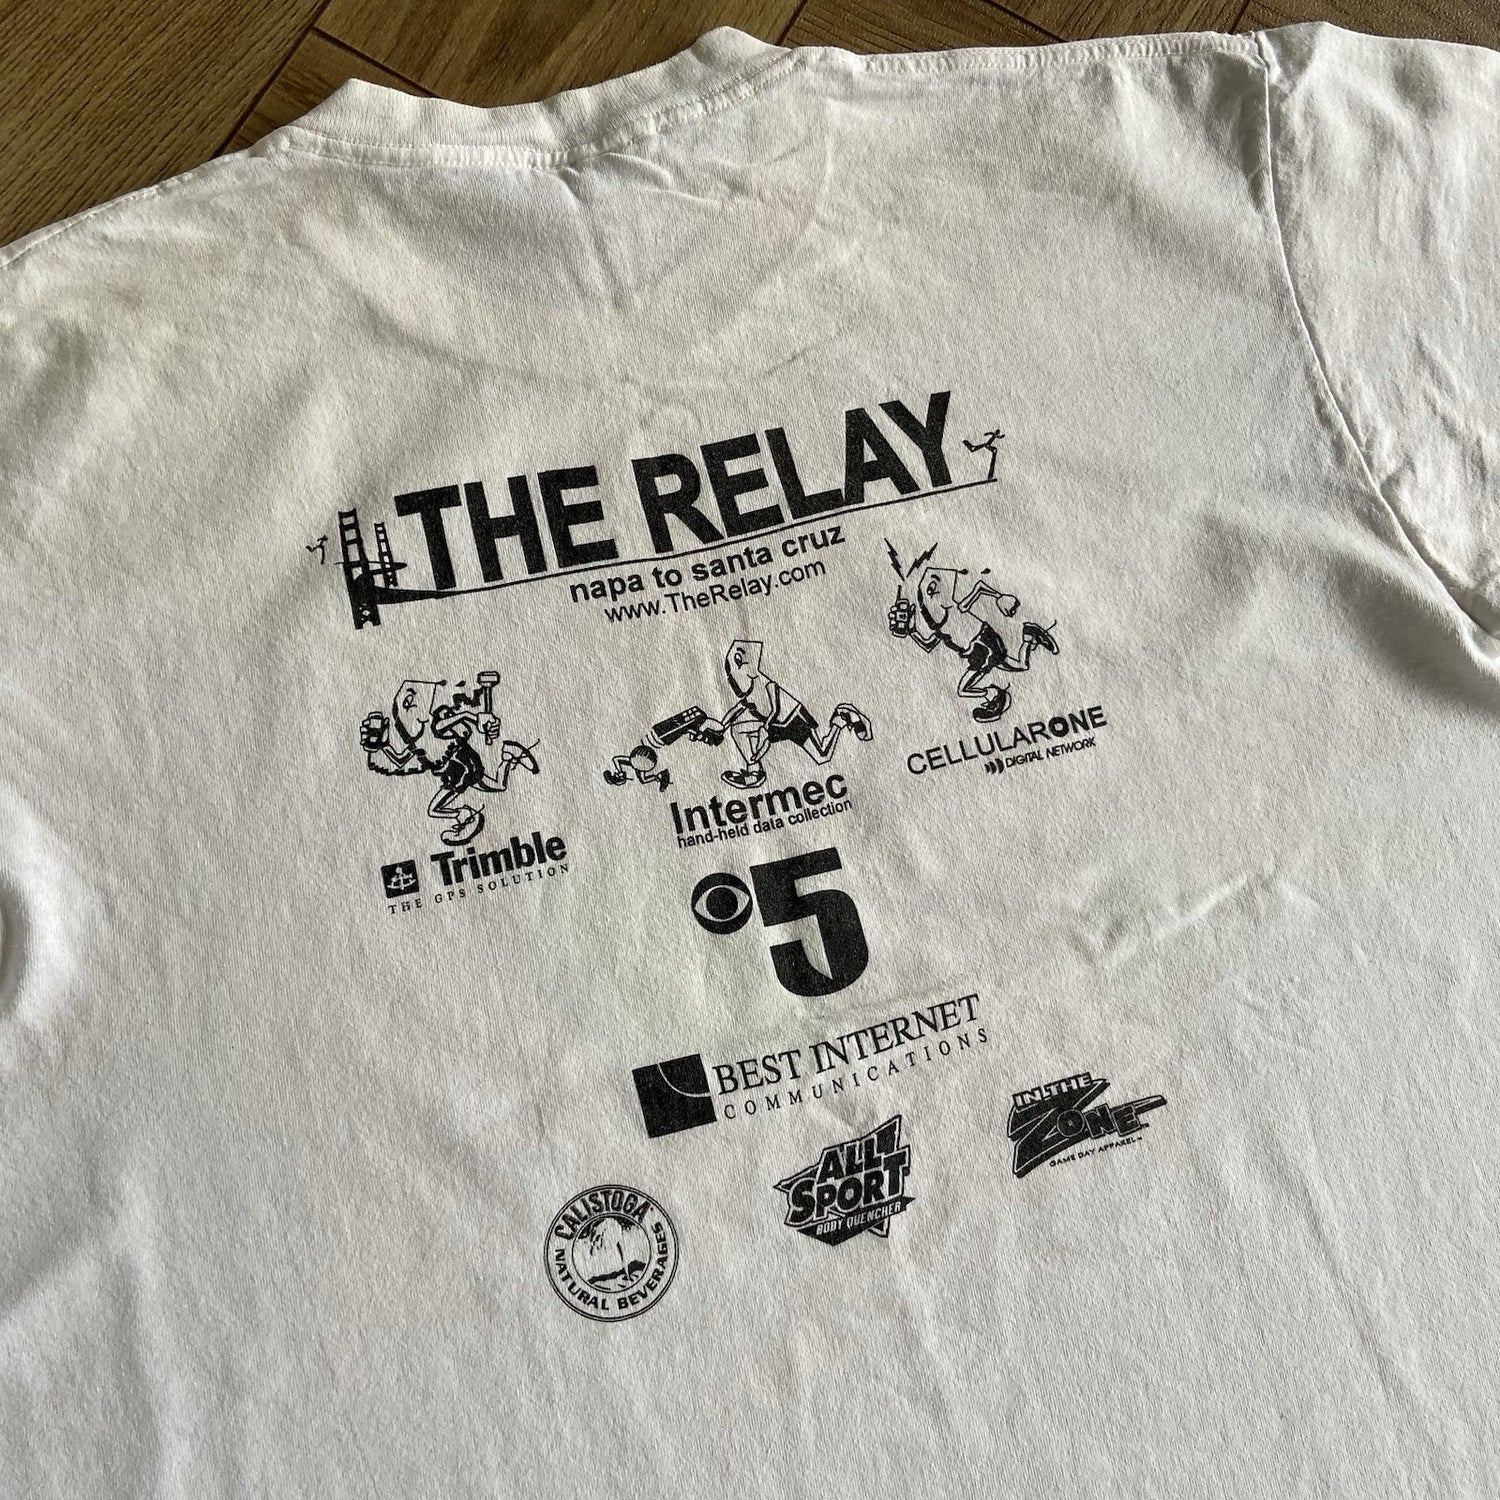 THE RELAY
napa to santa cruz
www.TheRelay.com
Trimble
THE GPS SOLUTION
Intermec
hand-held data collection
CELLULARONE
DIGITAL NETWORK
5
BEST INTERNET
COMMUNICATIONS
CALISTOGA
NATURAL BEVERAGES
ALL
SPORT
BODY QUENCHER
IN THE
ZONE
GAME DAY APPAREL™